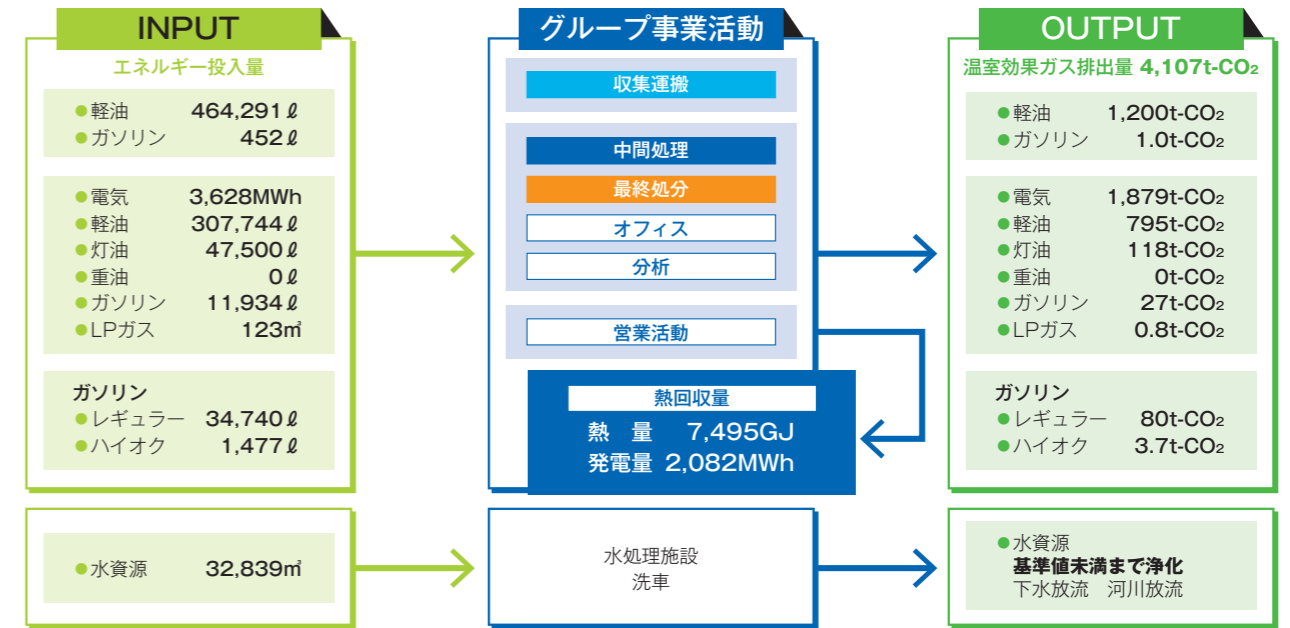 INPUT
エネルギー投入量
●軽油 464,291ℓ
●ガソリン 452ℓ
●電気 3,628MWh
●軽油 307,744ℓ
●灯油 47,500ℓ
●重油 0ℓ
●ガソリン 11,934ℓ
●LPガス 123㎥
ガソリン
●レギュラー 34,740ℓ
●ハイオク 1,477ℓ
●水資源 32,839㎥
グループ事業活動
収集運搬
中間処理
最終処分
オフィス
分析
営業活動
熱回収量
熱 量 7,495GJ
発電量 2,082MWh
水処理施設
洗車
OUTPUT
温室効果ガス排出量 4,107t-CO₂
●軽油 1,200t-CO₂
●ガソリン 1.0t-CO₂
●電気 1,879t-CO₂
●軽油 795t-CO₂
●灯油 118t-CO₂
●重油 0t-CO₂
●ガソリン 27t-CO₂
●LPガス 0.8t-CO₂
ガソリン
●レギュラー 80t-CO₂
●ハイオク 3.7t-CO₂
●水資源
基準値未満まで浄化
下水放流 河川放流